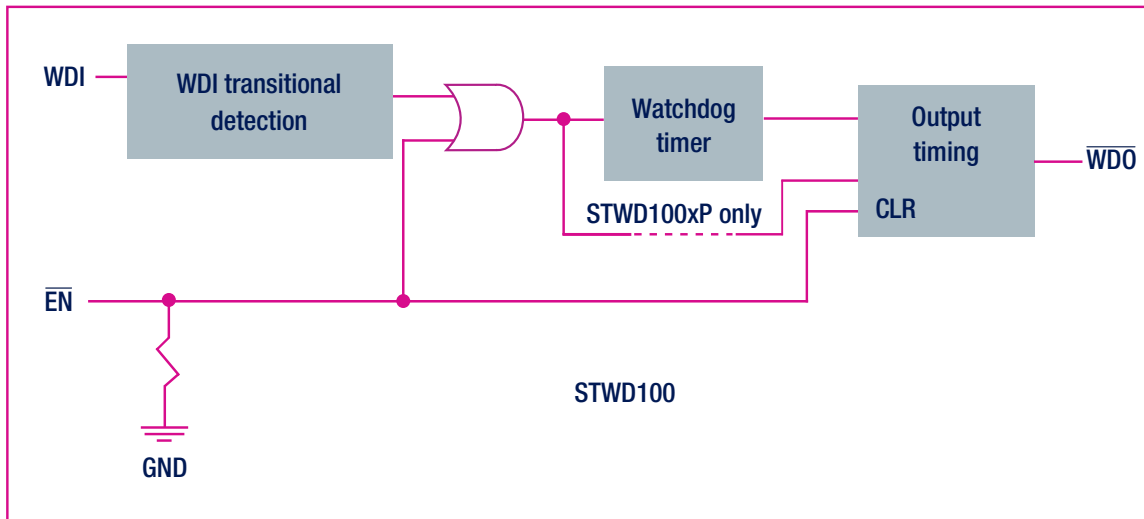 WDI
WDI transitional
detection
Watchdog
timer
Output
timing
WDO
STWD100xP only
CLR
EN
STWD100
GND